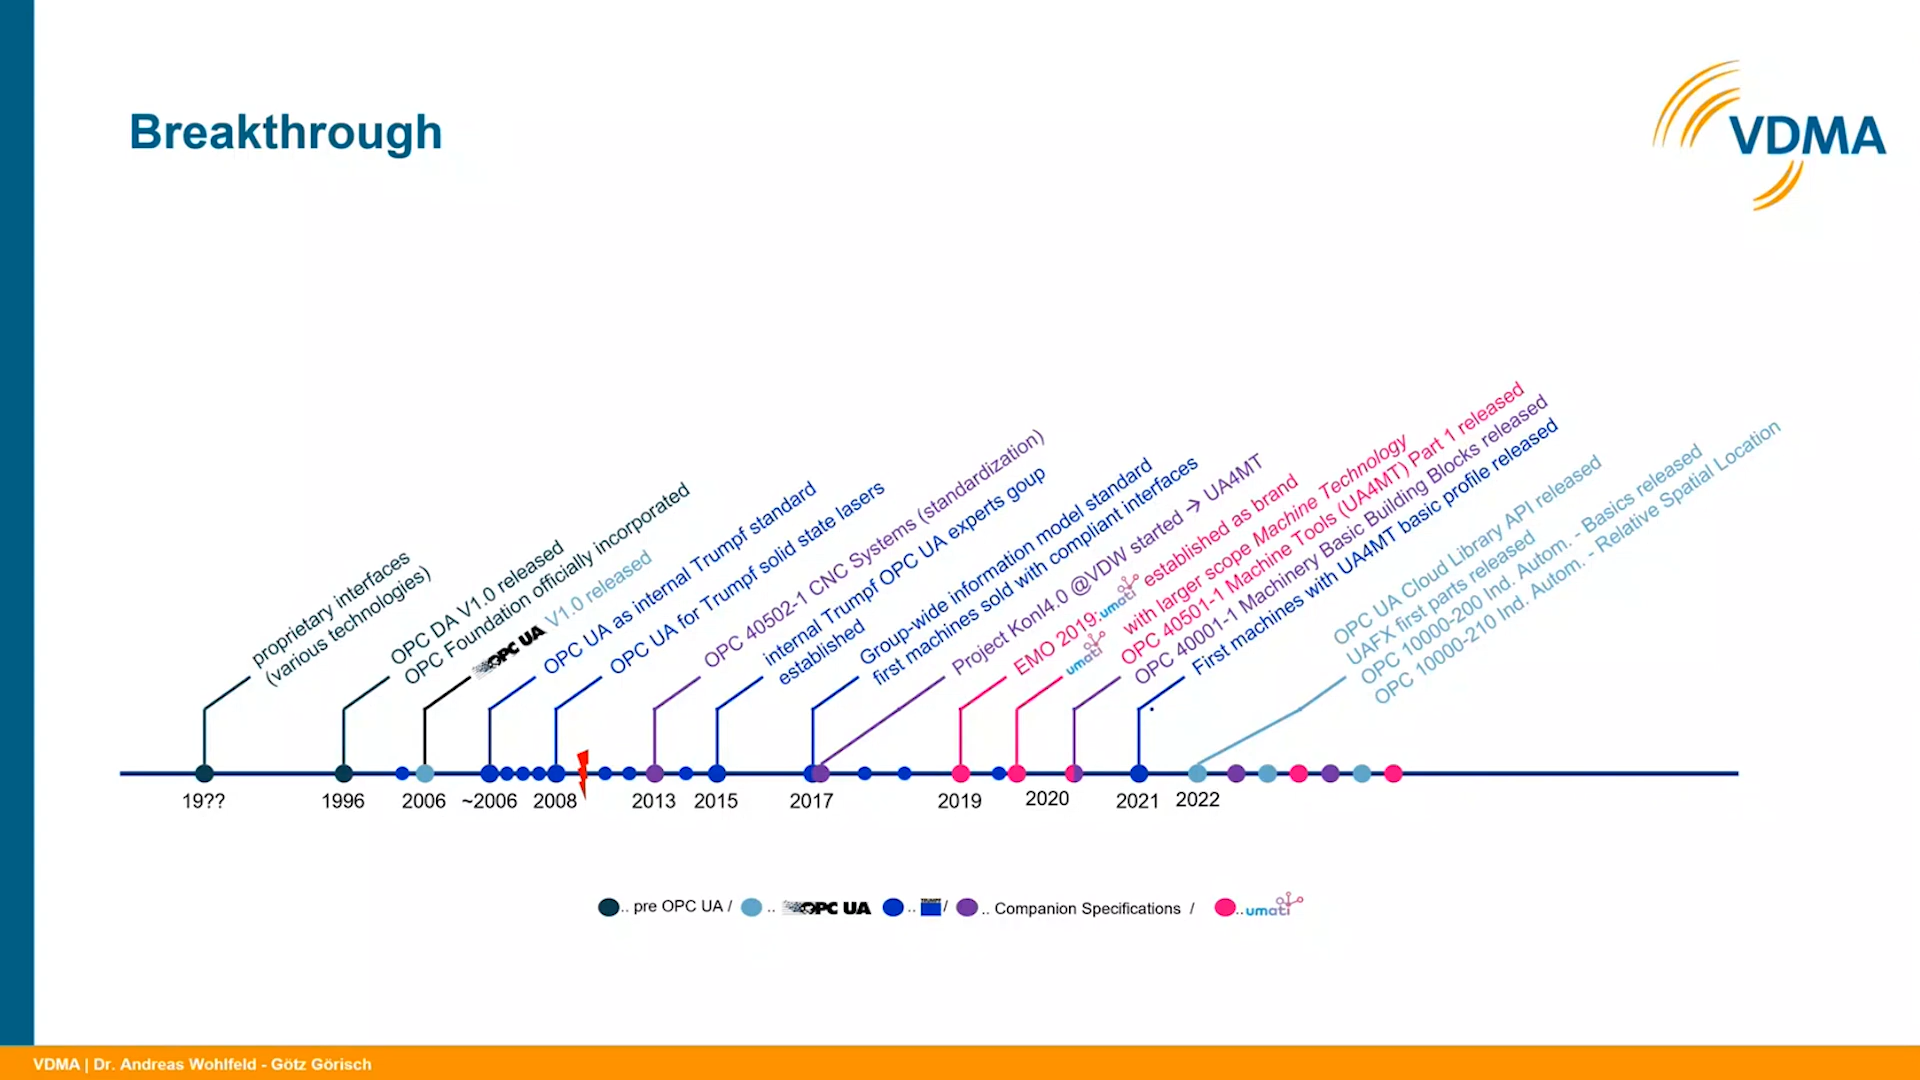 Breakthrough
VDMA
proprietary interfaces
(various technologies)
OPC DA V1.0 released
OPC Foundation officially incorporated
OPC UA V1.0 released
OPC UA as internal Trumpf standard
OPC UA for Trumpf solid state lasers
OPC 40502-1 CNC Systems (standardization)
internal Trumpf OPC UA experts goup
established
Group-wide information model standard
first machines sold with compliant interfaces
Project KonI4.0 @VDW started → UA4MT
EMO 2019: umati established as brand
umati with larger scope Machine Technology
OPC 40501-1 Machine Tools (UA4MT) Part 1 released
OPC 40001-1 Machinery Basic Building Blocks released
First machines with UA4MT basic profile released
OPC UA Cloud Library API released
UAFX first parts released
OPC 10000-200 Ind. Autom. - Basics released
OPC 10000-210 Ind. Autom. - Relative Spatial Location
19?? 1996 2006 ~2006 2008 2013 2015 2017 2019 2020 2021 2022
.. pre OPC UA / .. OPC UA .. TRUMPF / .. Companion Specifications / ..umati
VDMA | Dr. Andreas Wohlfeld - Götz Görisch